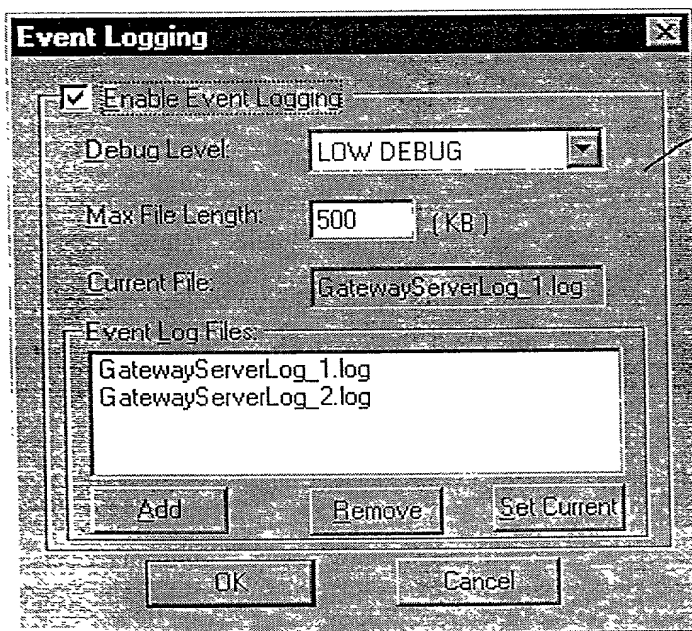 Event Logging
Enable Event Logging
Debug Level: LOW DEBUG
Max File Length: 500 (KB)
Current File: GatewayServerLog_1.log
Event Log Files:
GatewayServerLog_1.log
GatewayServerLog_2.log
Add Remove Set Current
OK Cancel